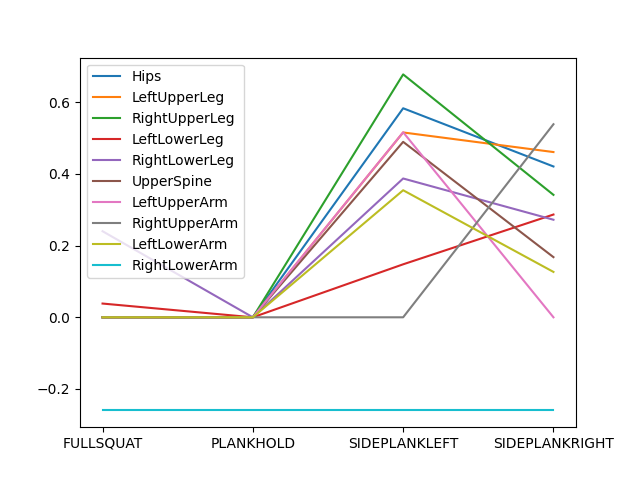 Hips
LeftUpperLeg
RightUpperLeg
LeftLowerLeg
RightLowerLeg
UpperSpine
LeftUpperArm
RightUpperArm
LeftLowerArm
RightLowerArm
0.6
0.4
0.2
0.0
−0.2
FULLSQUAT PLANKHOLD SIDEPLANKLEFT SIDEPLANKRIGHT